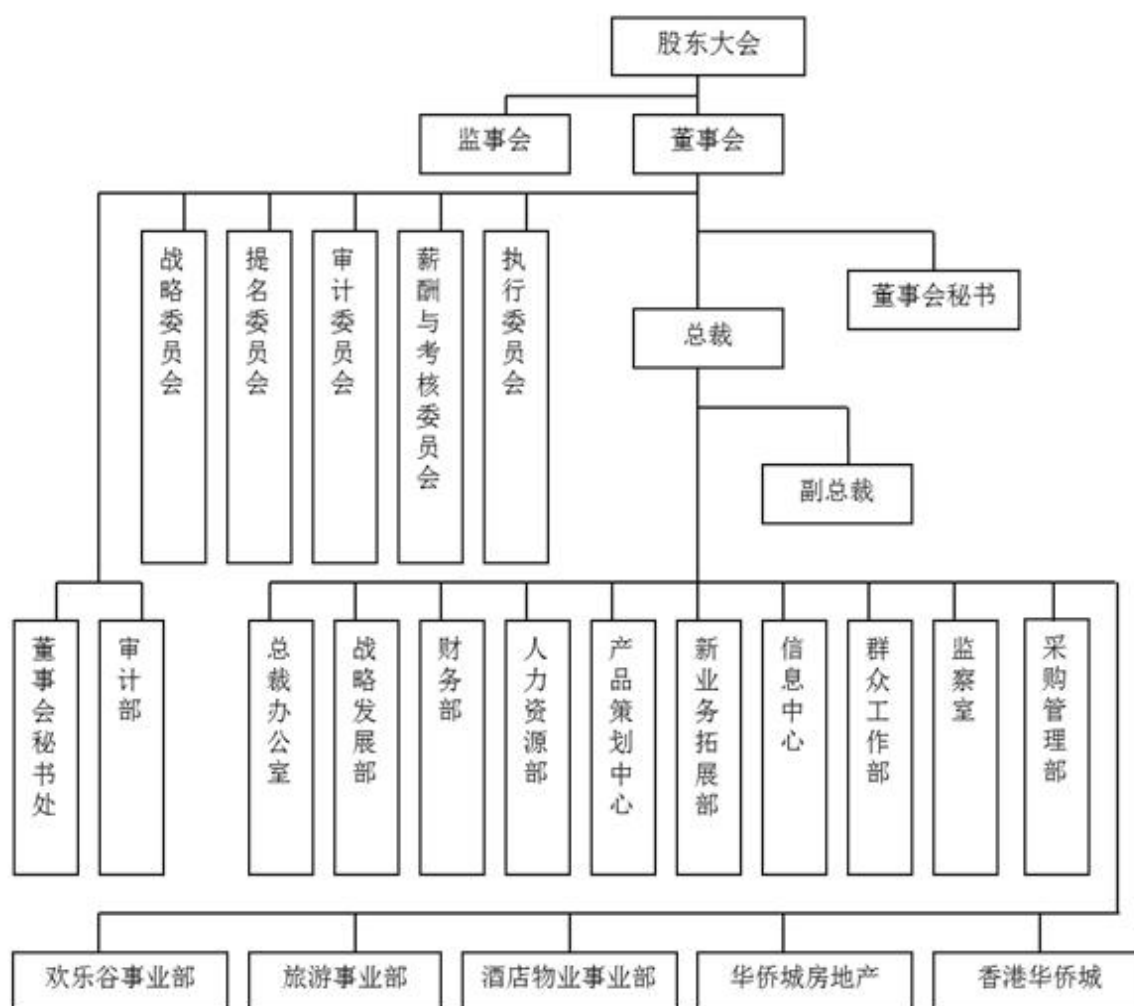 股东大会
监事会
董事会
战略委员会
提名委员会
审计委员会
薪酬与考核委员会
执行委员会
董事会秘书
总裁
副总裁
董事会秘书处
审计部
总裁办公室
战略发展部
财务部
人力资源部
产品策划中心
新业务拓展部
信息中心
群众工作部
监察室
采购管理部
欢乐谷事业部
旅游事业部
酒店物业事业部
华侨城房地产
香港华侨城